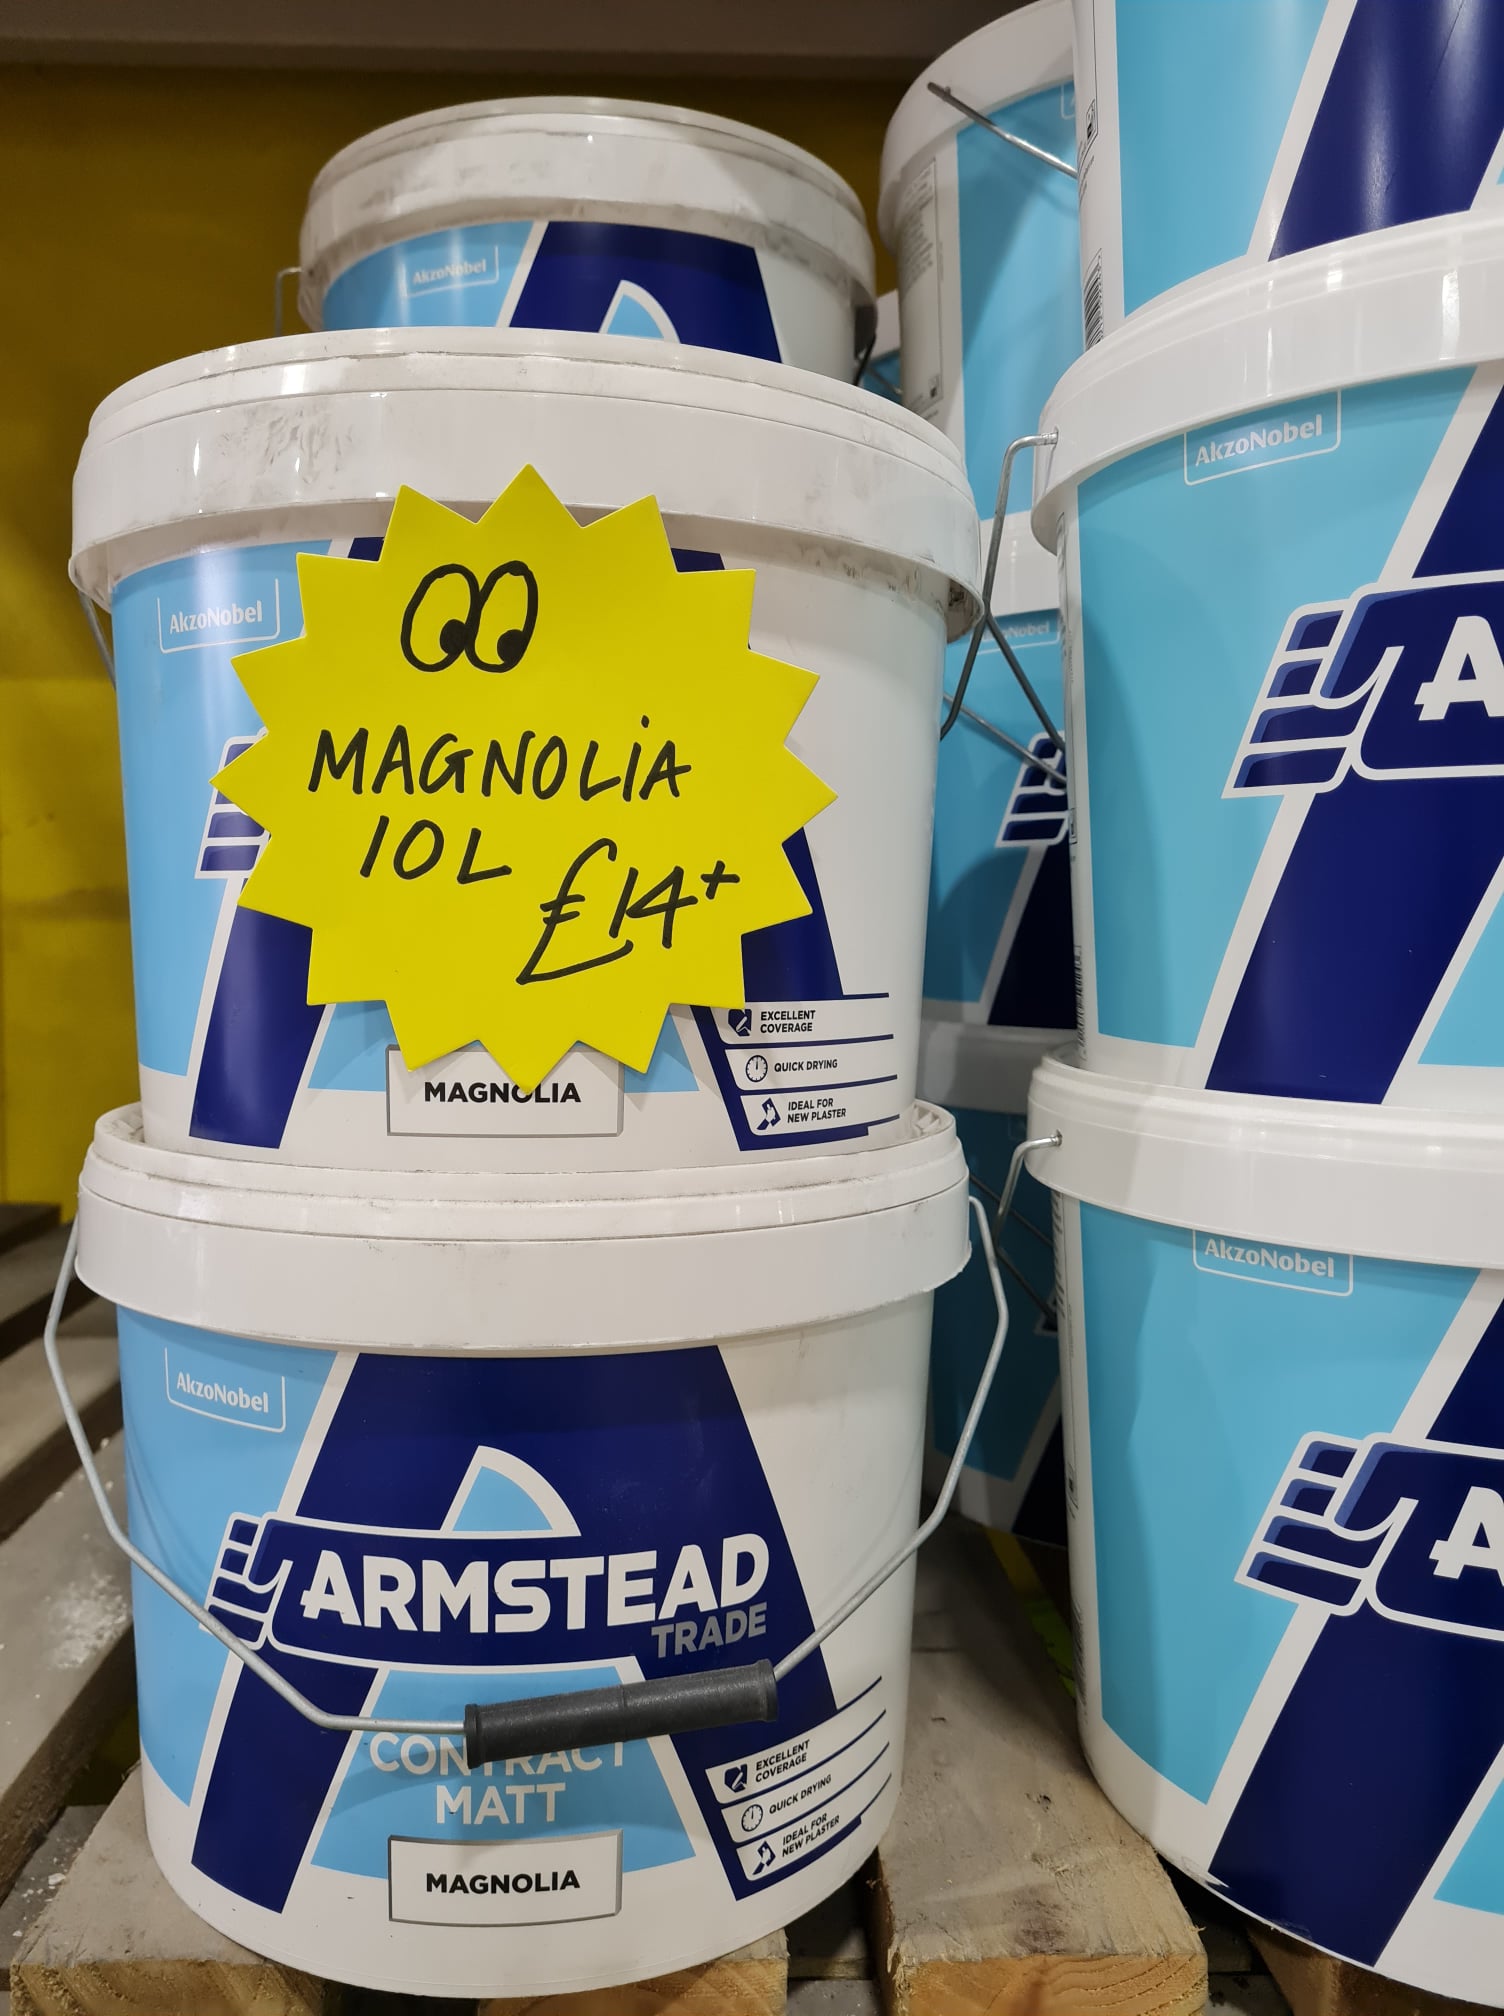 AkzoNobel
AkzoNobel
AkzoNobel
MAGNOLIA
10L
£14+
EXCELLENT
COVERAGE
QUICK DRYING
IDEAL FOR
NEW PLASTER
MAGNOLIA
AkzoNobel
ARMSTEAD
TRADE
CONTRACT
MATT
EXCELLENT
COVERAGE
QUICK DRYING
IDEAL FOR
NEW PLASTER
MAGNOLIA
AkzoNobel
A
AkzoNobel
A